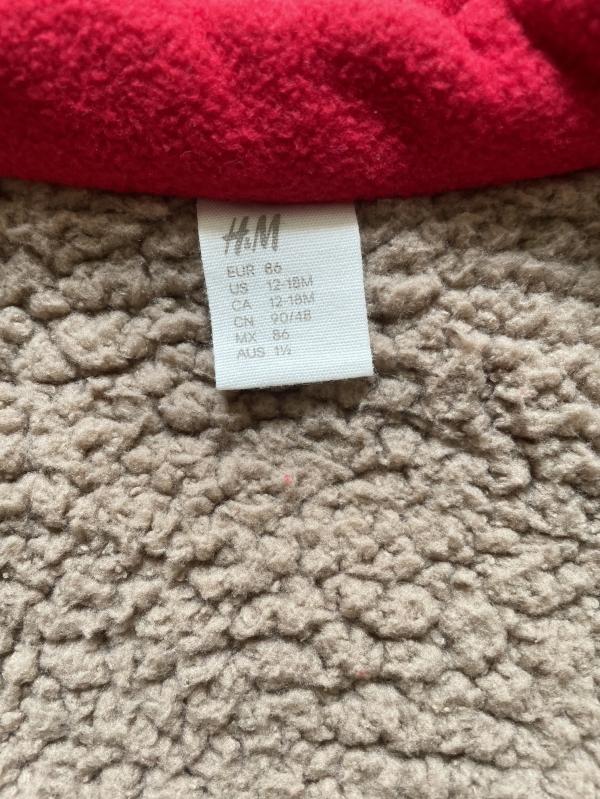 H&M
EUR 86
US 12-18M
CA 12-18M
CN 90/48
MX 86
AUS 1½